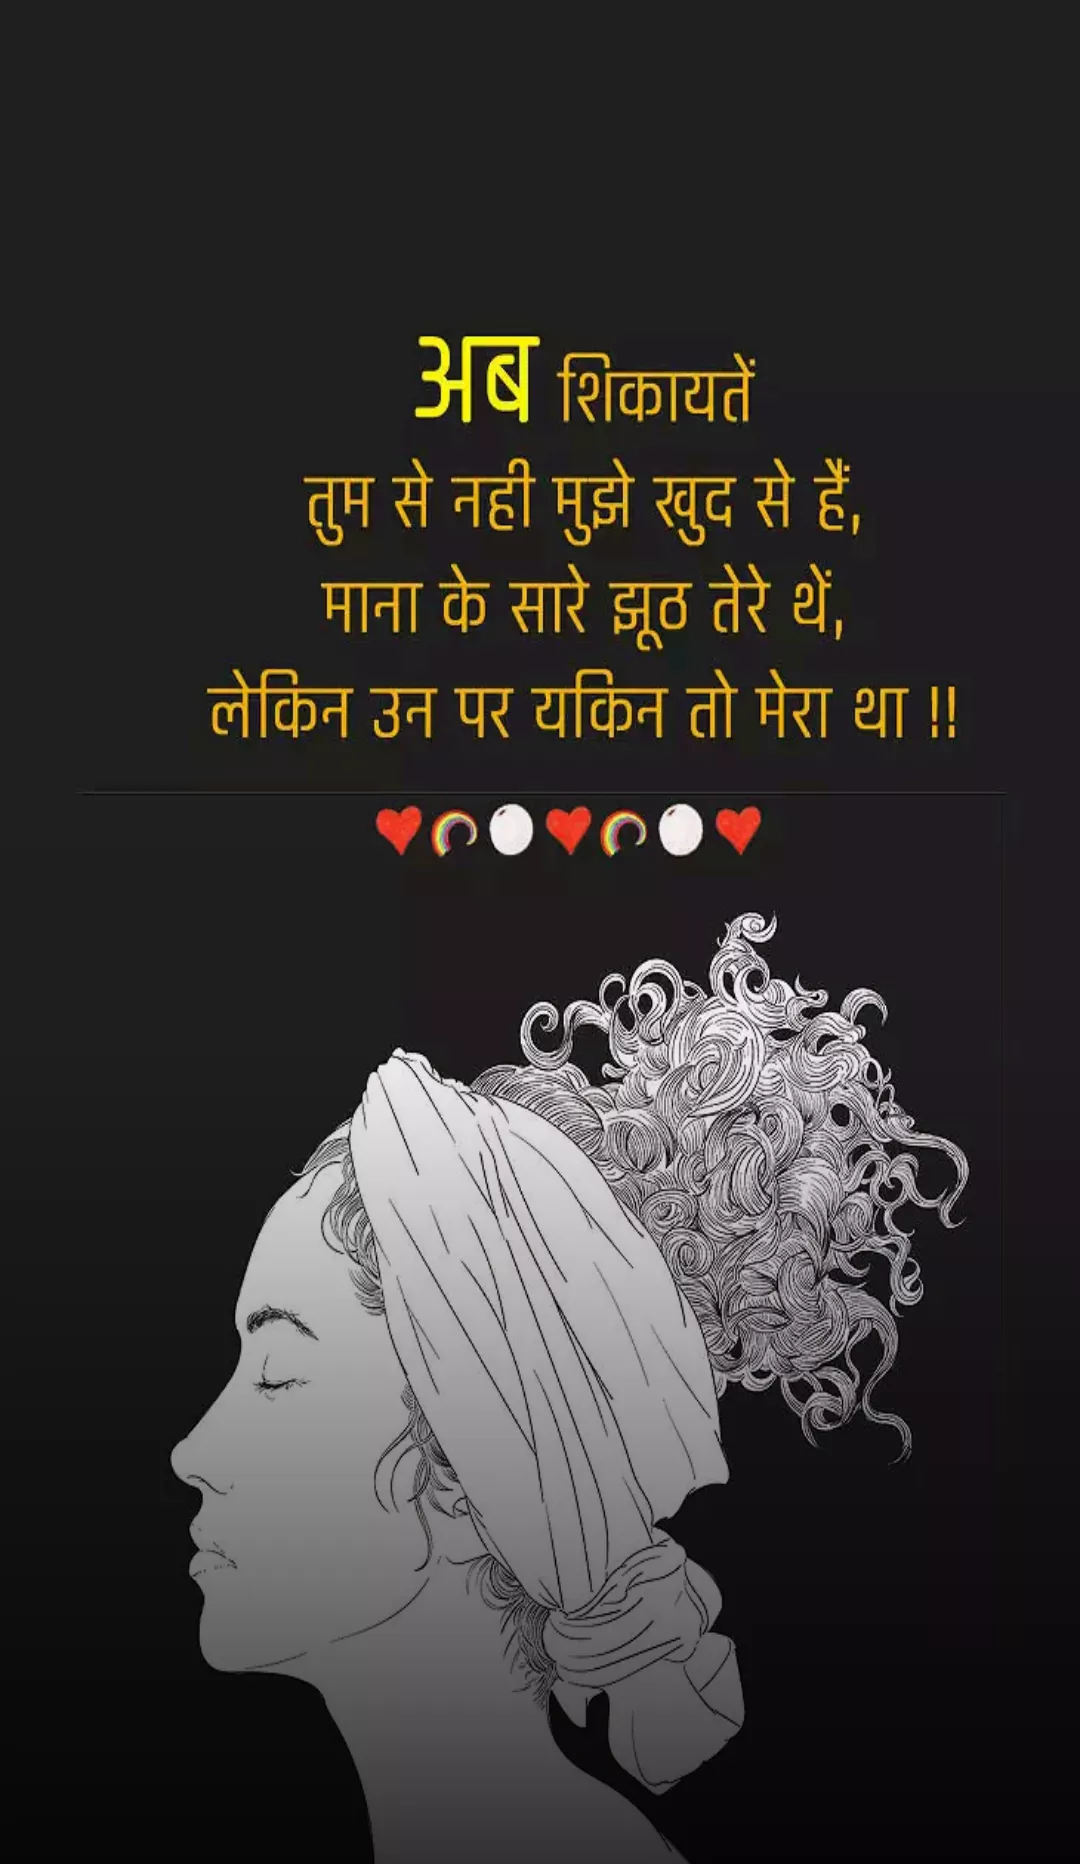 अब शिकायतें
तुम से नही मुझे खुद से हैं,
माना के सारे झूठ तेरे थें,
लेकिन उन पर यकिन तो मेरा था !!